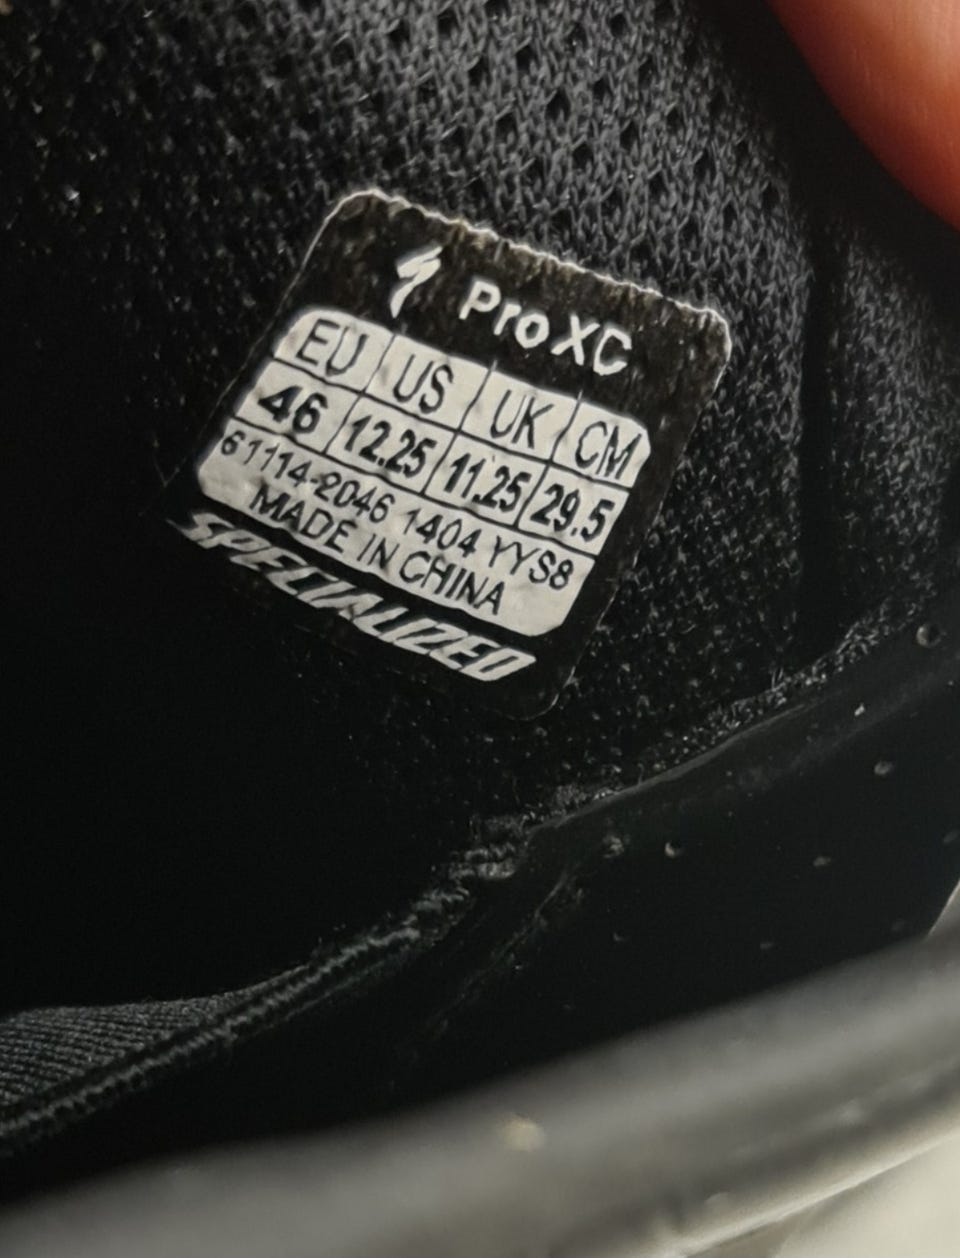 Pro XC
EU US UK CM
46 12.25 11.25 29.5
61114-2046 1404 YYS8
MADE IN CHINA
SPECIALIZED